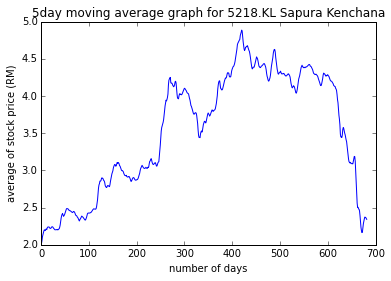 5day moving average graph for 5218.KL Sapura Kenchana
average of stock price (RM)
5.0
4.5
4.0
3.5
3.0
2.5
2.0
0 100 200 300 400 500 600 700
number of days